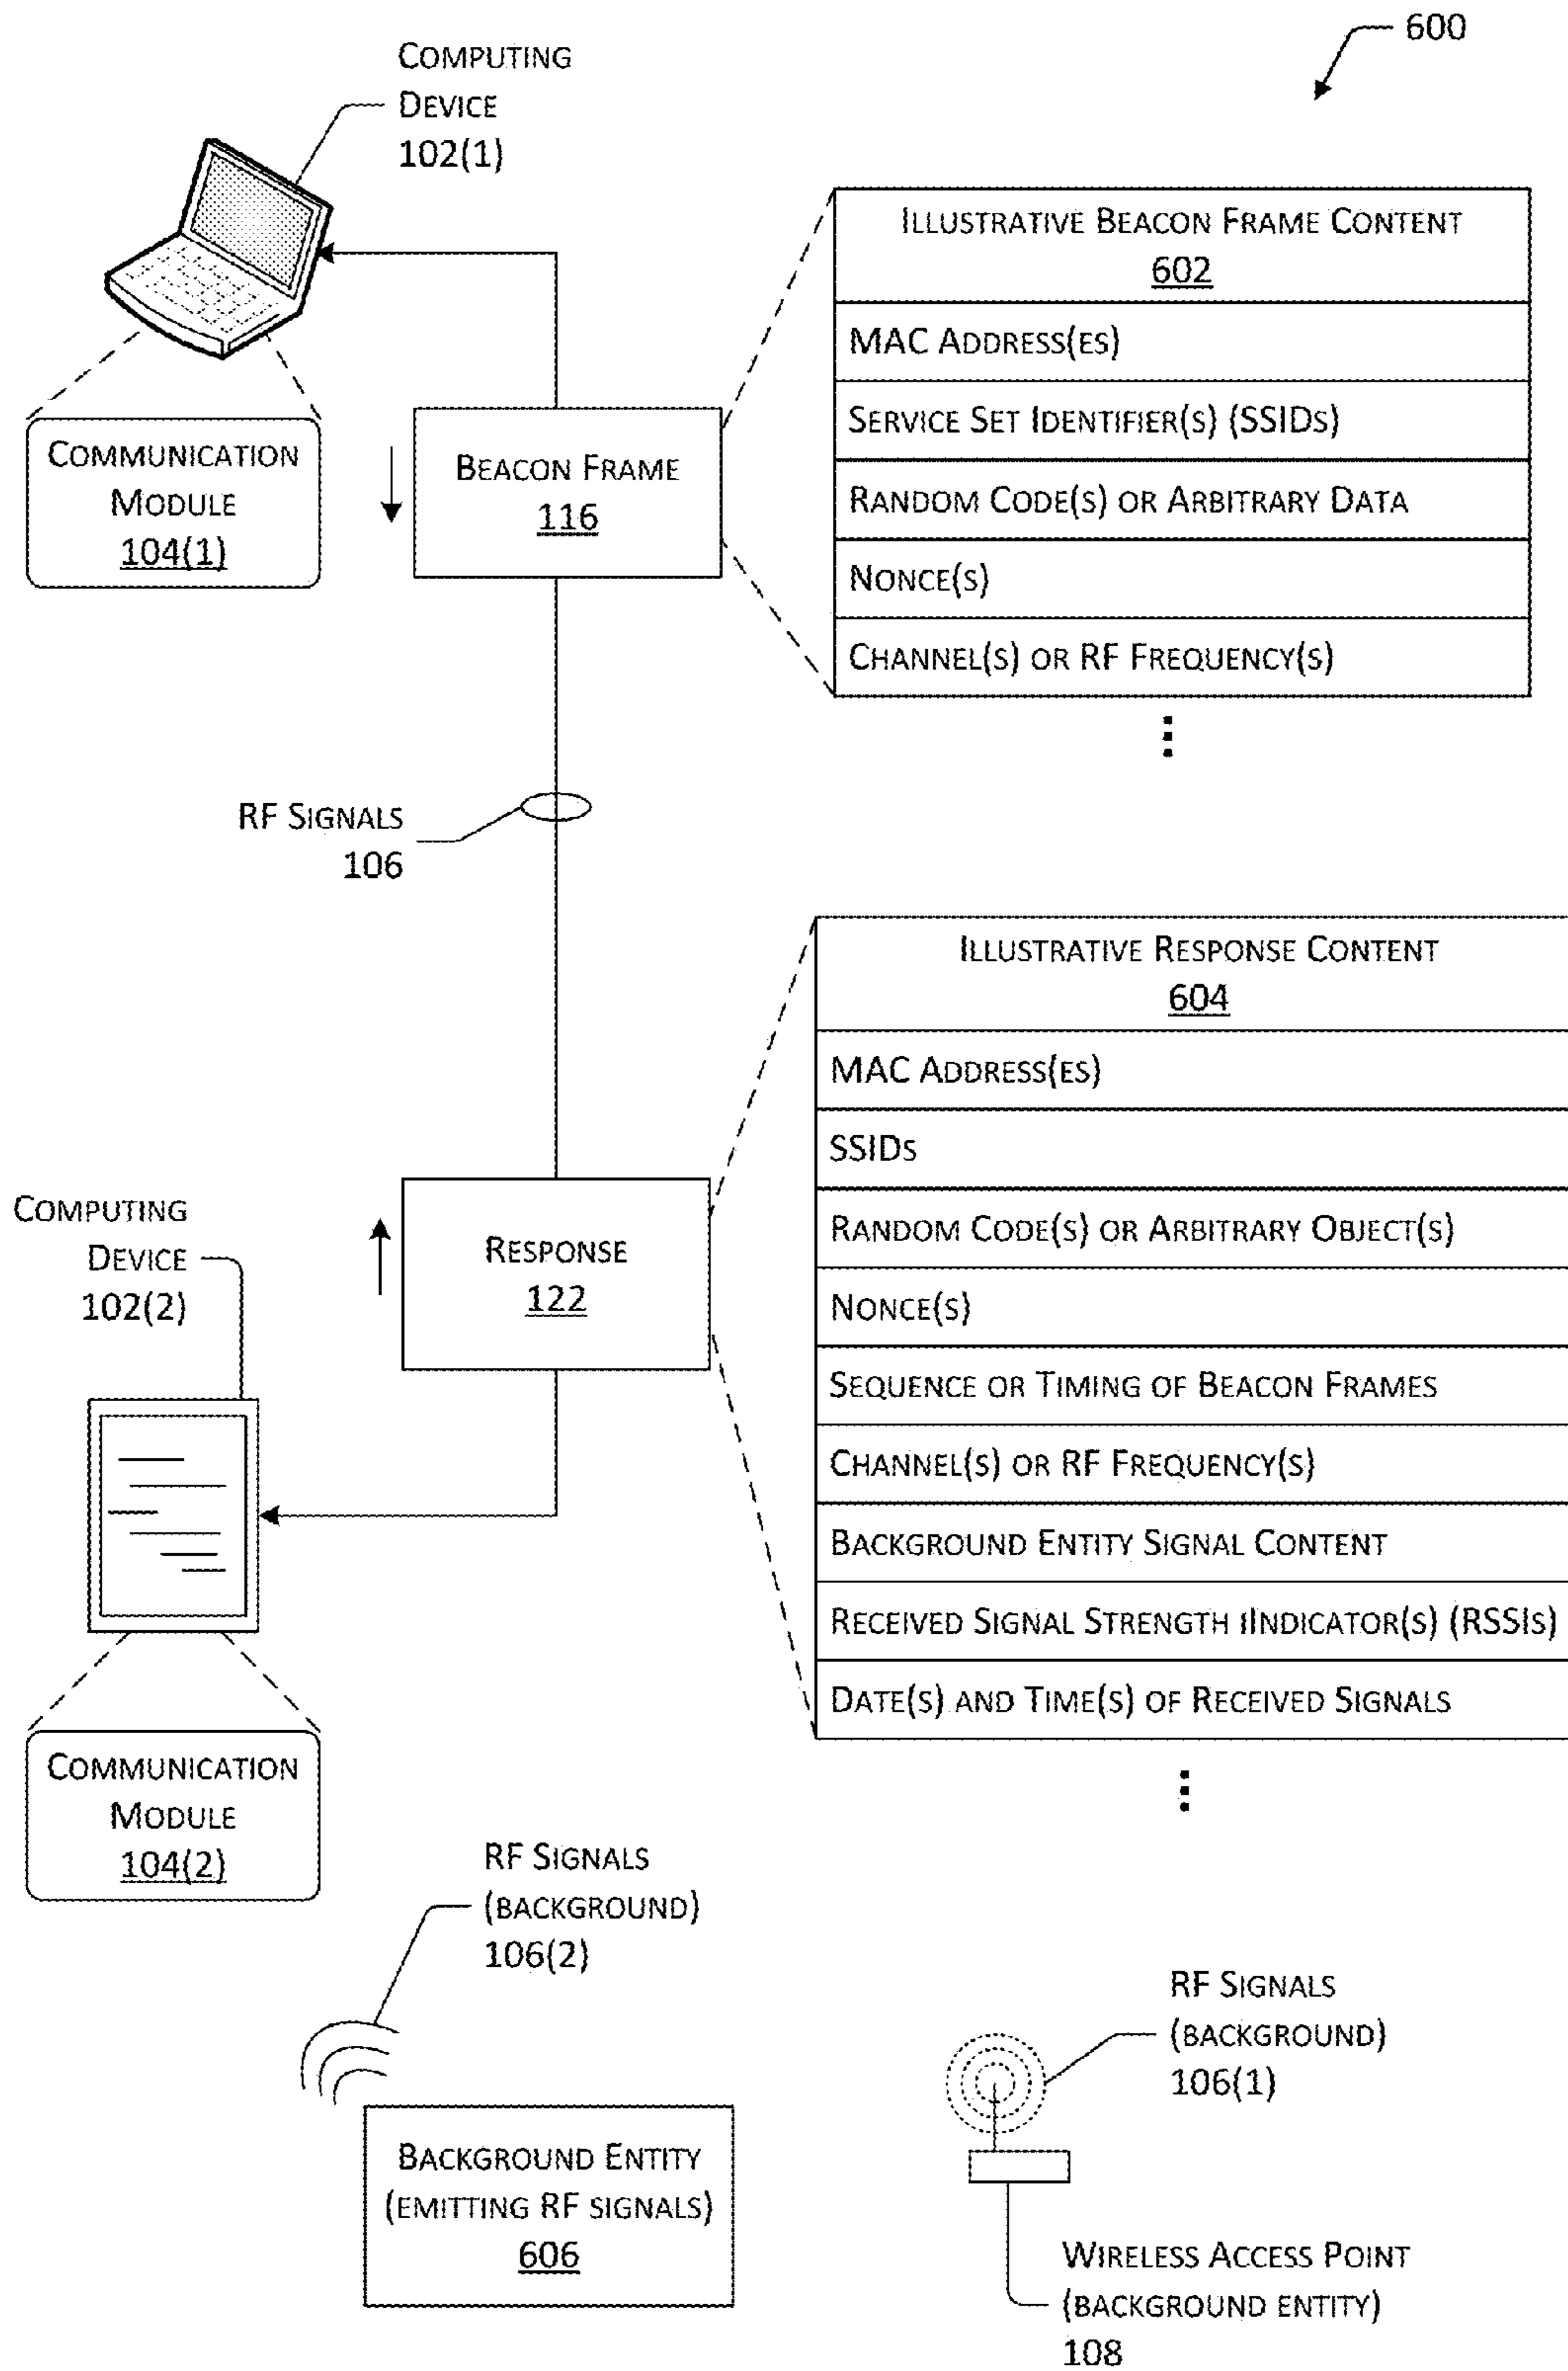 600
COMPUTING
DEVICE
102(1)
ILLUSTRATIVE BEACON FRAME CONTENT
602
MAC ADDRESS(ES)
SERVICE SET IDENTIFIER(S) (SSIDS)
RANDOM CODE(S) OR ARBITRARY DATA
NONCE(S)
CHANNEL(S) OR RF FREQUENCY(S)
COMMUNICATION
MODULE
104(1)
BEACON FRAME
116
RF SIGNALS
106
ILLUSTRATIVE RESPONSE CONTENT
604
MAC ADDRESS(ES)
SSIDS
RANDOM CODE(S) OR ARBITRARY OBJECT(S)
NONCE(S)
SEQUENCE OR TIMING OF BEACON FRAMES
CHANNEL(S) OR RF FREQUENCY(S)
BACKGROUND ENTITY SIGNAL CONTENT
RECEIVED SIGNAL STRENGTH IINDICATOR(S) (RSSIS)
DATE(S) AND TIME(S) OF RECEIVED SIGNALS
RESPONSE
122
COMPUTING
DEVICE
102(2)
COMMUNICATION
MODULE
104(2)
RF SIGNALS
(BACKGROUND)
106(2)
BACKGROUND ENTITY
(EMITTING RF SIGNALS)
606
RF SIGNALS
(BACKGROUND)
106(1)
WIRELESS ACCESS POINT
(BACKGROUND ENTITY)
108